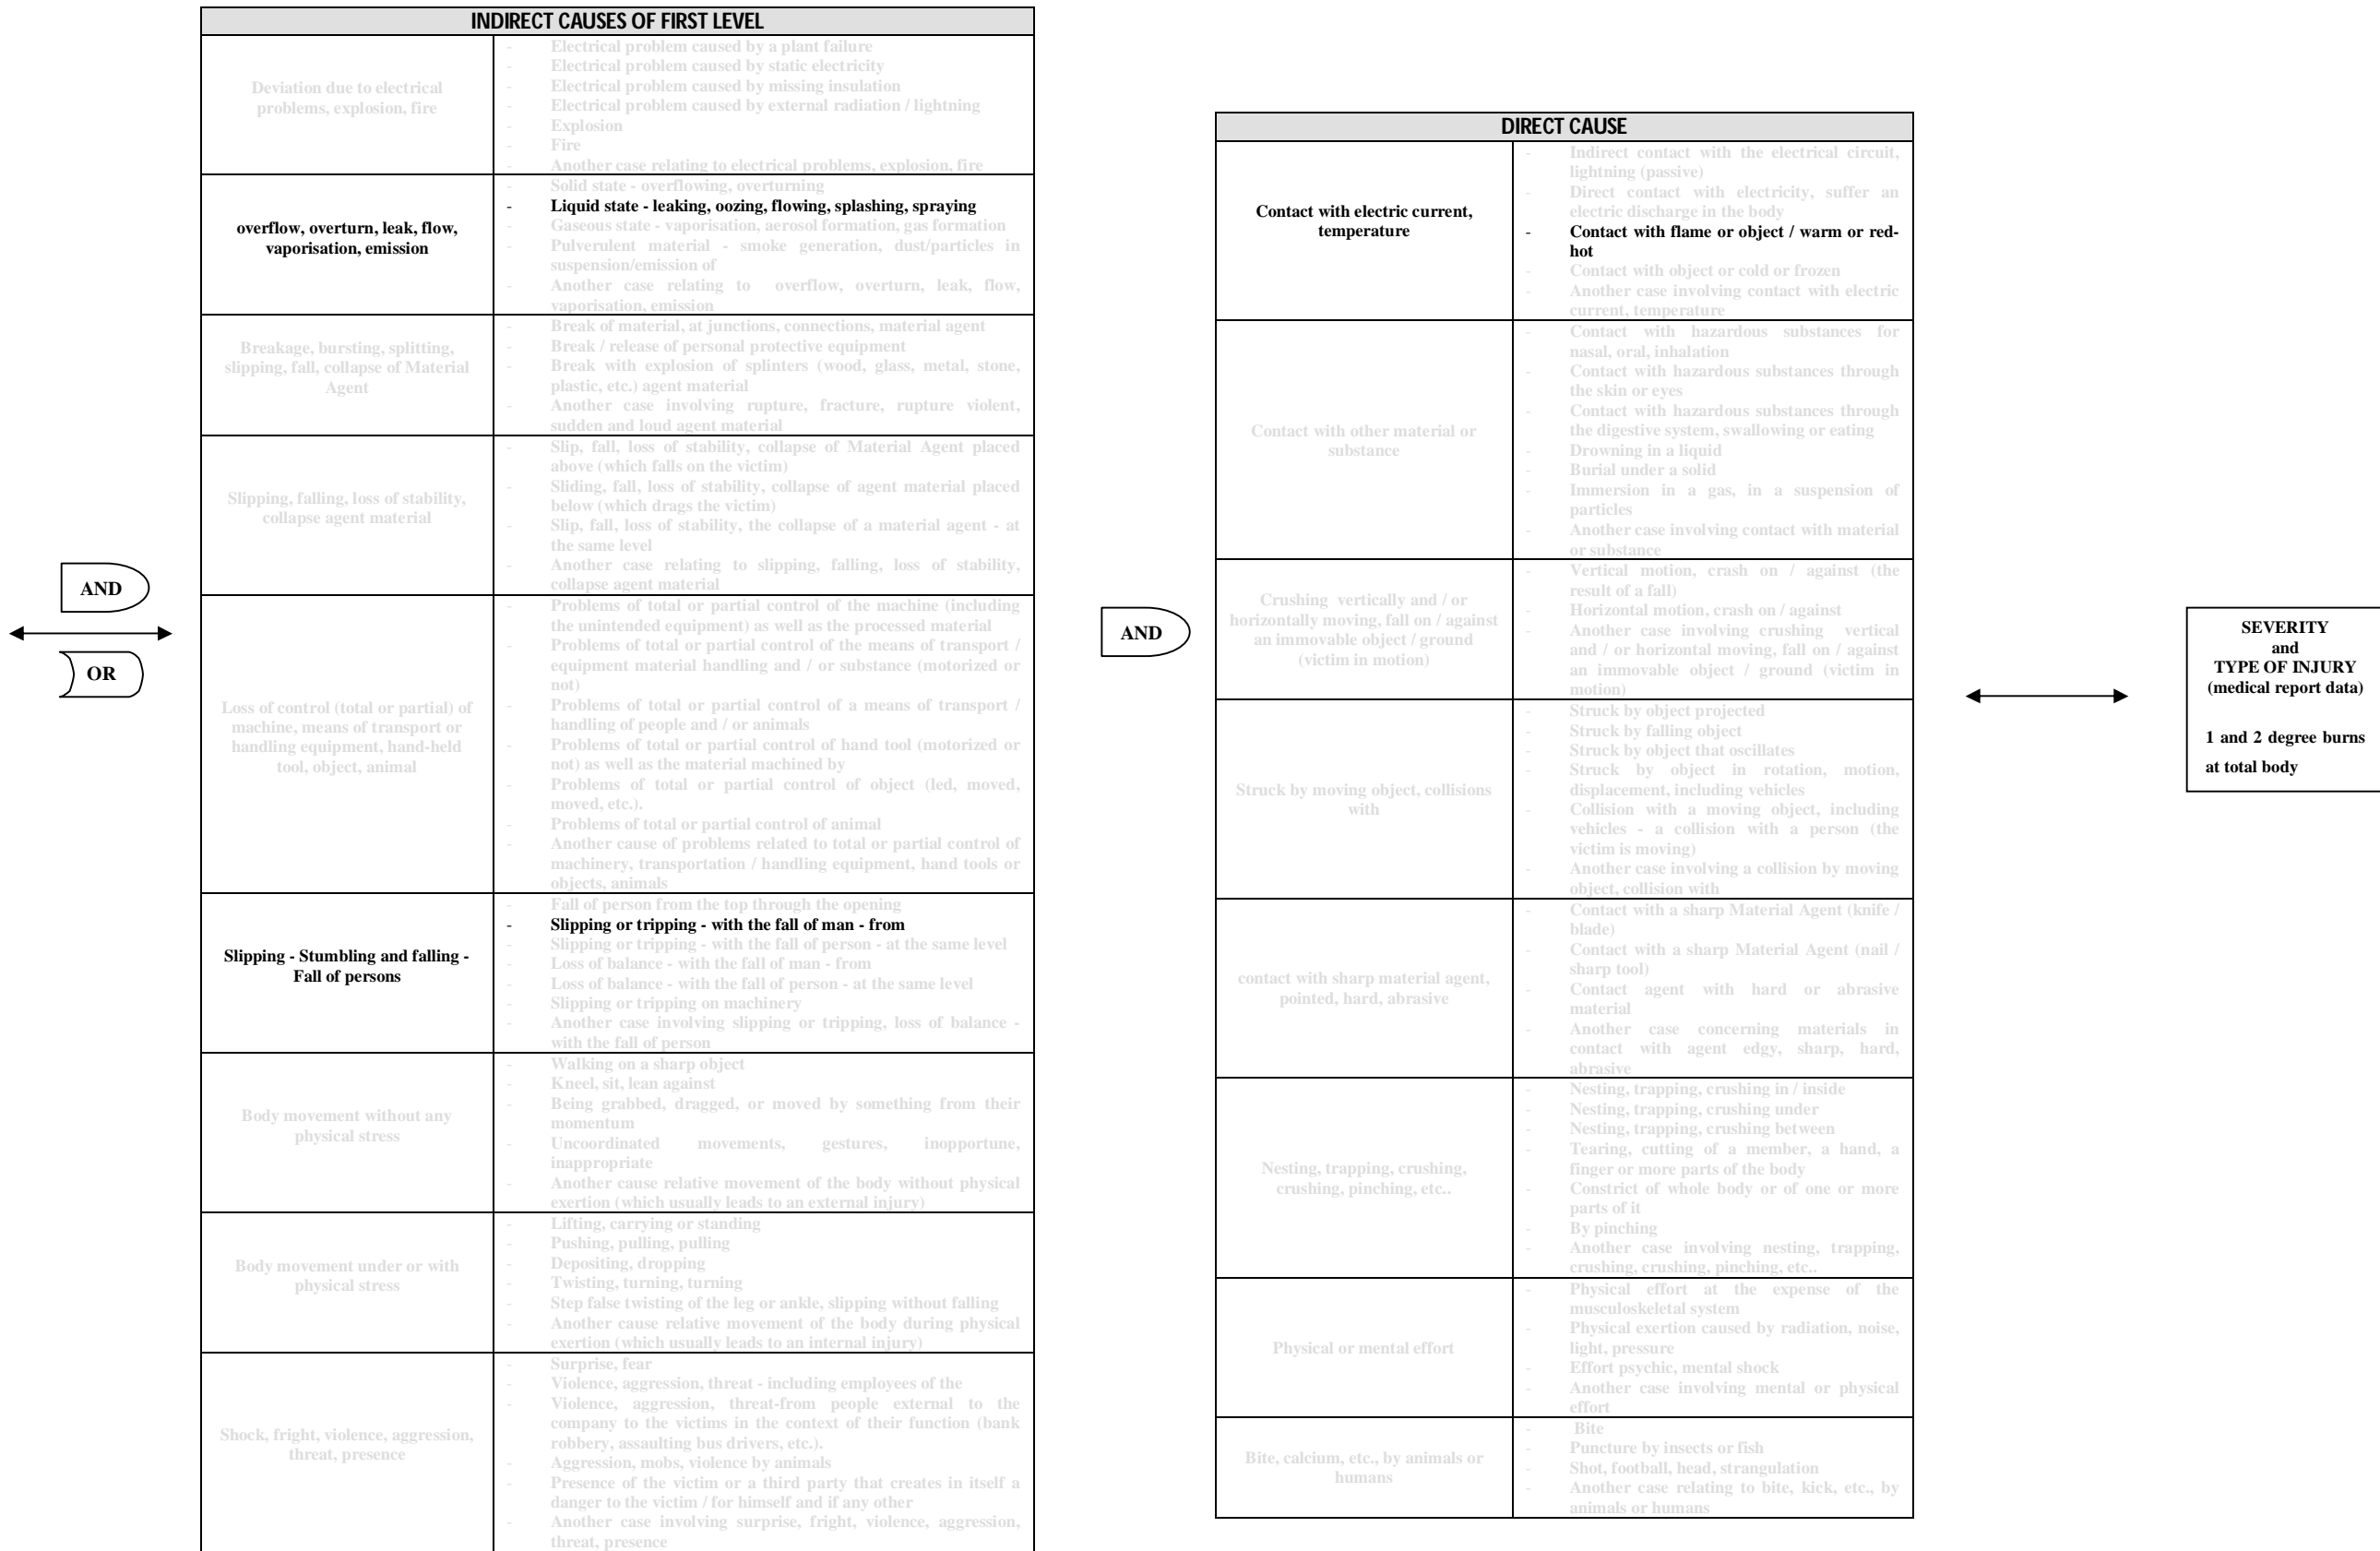 INDIRECT CAUSES OF FIRST LEVEL
Deviation due to electrical
problems, explosion, fire
- Electrical problem caused by a plant failure
- Electrical problem caused by static electricity
- Electrical problem caused by missing insulation
- Electrical problem caused by external radiation / lightning
- Explosion
- Fire
- Another case relating to electrical problems, explosion, fire
overflow, overturn, leak, flow,
vaporisation, emission
- Solid state - overflowing, overturning
- Liquid state - leaking, oozing, flowing, splashing, spraying
- Gaseous state - vaporisation, aerosol formation, gas formation
- Pulverulent material - smoke generation, dust/particles in
suspension/emission of
- Another case relating to overflow, overturn, leak, flow,
vaporisation, emission
Breakage, bursting, splitting,
slipping, fall, collapse of Material
Agent
- Break of material, at junctions, connections, material agent
- Break / release of personal protective equipment
- Break with explosion of splinters (wood, glass, metal, stone,
plastic, etc.) agent material
- Another case involving rupture, fracture, rupture violent,
sudden and loud agent material
Slipping, falling, loss of stability,
collapse agent material
- Slip, fall, loss of stability, collapse of Material Agent placed
above (which falls on the victim)
- Sliding, fall, loss of stability, collapse of agent material placed
below (which drags the victim)
- Slip, fall, loss of stability, the collapse of a material agent - at
the same level
- Another case relating to slipping, falling, loss of stability,
collapse agent material
AND
OR
Loss of control (total or partial) of
machine, means of transport or
handling equipment, hand-held
tool, object, animal
- Problems of total or partial control of the machine (including
the unintended equipment) as well as the processed material
- Problems of total or partial control of the means of transport /
equipment material handling and / or substance (motorized or
not)
- Problems of total or partial control of a means of transport /
handling of people and / or animals
- Problems of total or partial control of hand tool (motorized or
not) as well as the material machined by
- Problems of total or partial control of object (led, moved,
moved, etc.).
- Problems of total or partial control of animal
- Another cause of problems related to total or partial control of
machinery, transportation / handling equipment, hand tools or
objects, animals
Slipping - Stumbling and falling -
Fall of persons
- Fall of person from the top through the opening
- Slipping or tripping - with the fall of man - from
- Slipping or tripping - with the fall of person - at the same level
- Loss of balance - with the fall of man - from
- Loss of balance - with the fall of person - at the same level
- Slipping or tripping on machinery
- Another case involving slipping or tripping, loss of balance -
with the fall of person
Body movement without any
physical stress
- Walking on a sharp object
- Kneel, sit, lean against
- Being grabbed, dragged, or moved by something from their
momentum
- Uncoordinated movements, gestures, inopportune,
inappropriate
- Another cause relative movement of the body without physical
exertion (which usually leads to an external injury)
Body movement under or with
physical stress
- Lifting, carrying or standing
- Pushing, pulling, pulling
- Depositing, dropping
- Twisting, turning, turning
- Step false twisting of the leg or ankle, slipping without falling
- Another cause relative movement of the body during physical
exertion (which usually leads to an internal injury)
Shock, fright, violence, aggression,
threat, presence
- Surprise, fear
- Violence, aggression, threat - including employees of the
- Violence, aggression, threat-from people external to the
company to the victims in the context of their function (bank
robbery, assaulting bus drivers, etc.).
- Aggression, mobs, violence by animals
- Presence of the victim or a third party that creates in itself a
danger to the victim / for himself and if any other
- Another case involving surprise, fright, violence, aggression,
threat, presence
AND
DIRECT CAUSE
Contact with electric current,
temperature
- Indirect contact with the electrical circuit,
lightning (passive)
- Direct contact with electricity, suffer an
electric discharge in the body
- Contact with flame or object / warm or red-
hot
- Contact with object or cold or frozen
- Another case involving contact with electric
current, temperature
Contact with other material or
substance
- Contact with hazardous substances for
nasal, oral, inhalation
- Contact with hazardous substances through
the skin or eyes
- Contact with hazardous substances through
the digestive system, swallowing or eating
- Drowning in a liquid
- Burial under a solid
- Immersion in a gas, in a suspension of
particles
- Another case involving contact with material
or substance
Crushing vertically and / or
horizontally moving, fall on / against
an immovable object / ground
(victim in motion)
- Vertical motion, crash on / against (the
result of a fall)
- Horizontal motion, crash on / against
- Another case involving crushing vertical
and / or horizontal moving, fall on / against
an immovable object / ground (victim in
motion)
Struck by moving object, collisions
with
- Struck by object projected
- Struck by falling object
- Struck by object that oscillates
- Struck by object in rotation, motion,
displacement, including vehicles
- Collision with a moving object, including
vehicles - a collision with a person (the
victim is moving)
- Another case involving a collision by moving
object, collision with
contact with sharp material agent,
pointed, hard, abrasive
- Contact with a sharp Material Agent (knife /
blade)
- Contact with a sharp Material Agent (nail /
sharp tool)
- Contact agent with hard or abrasive
material
- Another case concerning materials in
contact with agent edgy, sharp, hard,
abrasive
Nesting, trapping, crushing,
crushing, pinching, etc..
- Nesting, trapping, crushing in / inside
- Nesting, trapping, crushing under
- Nesting, trapping, crushing between
- Tearing, cutting of a member, a hand, a
finger or more parts of the body
- Constrict of whole body or of one or more
parts of it
- By pinching
- Another case involving nesting, trapping,
crushing, crushing, pinching, etc..
Physical or mental effort
- Physical effort at the expense of the
musculoskeletal system
- Physical exertion caused by radiation, noise,
light, pressure
- Effort psychic, mental shock
- Another case involving mental or physical
effort
Bite, calcium, etc., by animals or
humans
- Bite
- Puncture by insects or fish
- Shot, football, head, strangulation
- Another case relating to bite, kick, etc., by
animals or humans
SEVERITY
and
TYPE OF INJURY
(medical report data)
1 and 2 degree burns
at total body